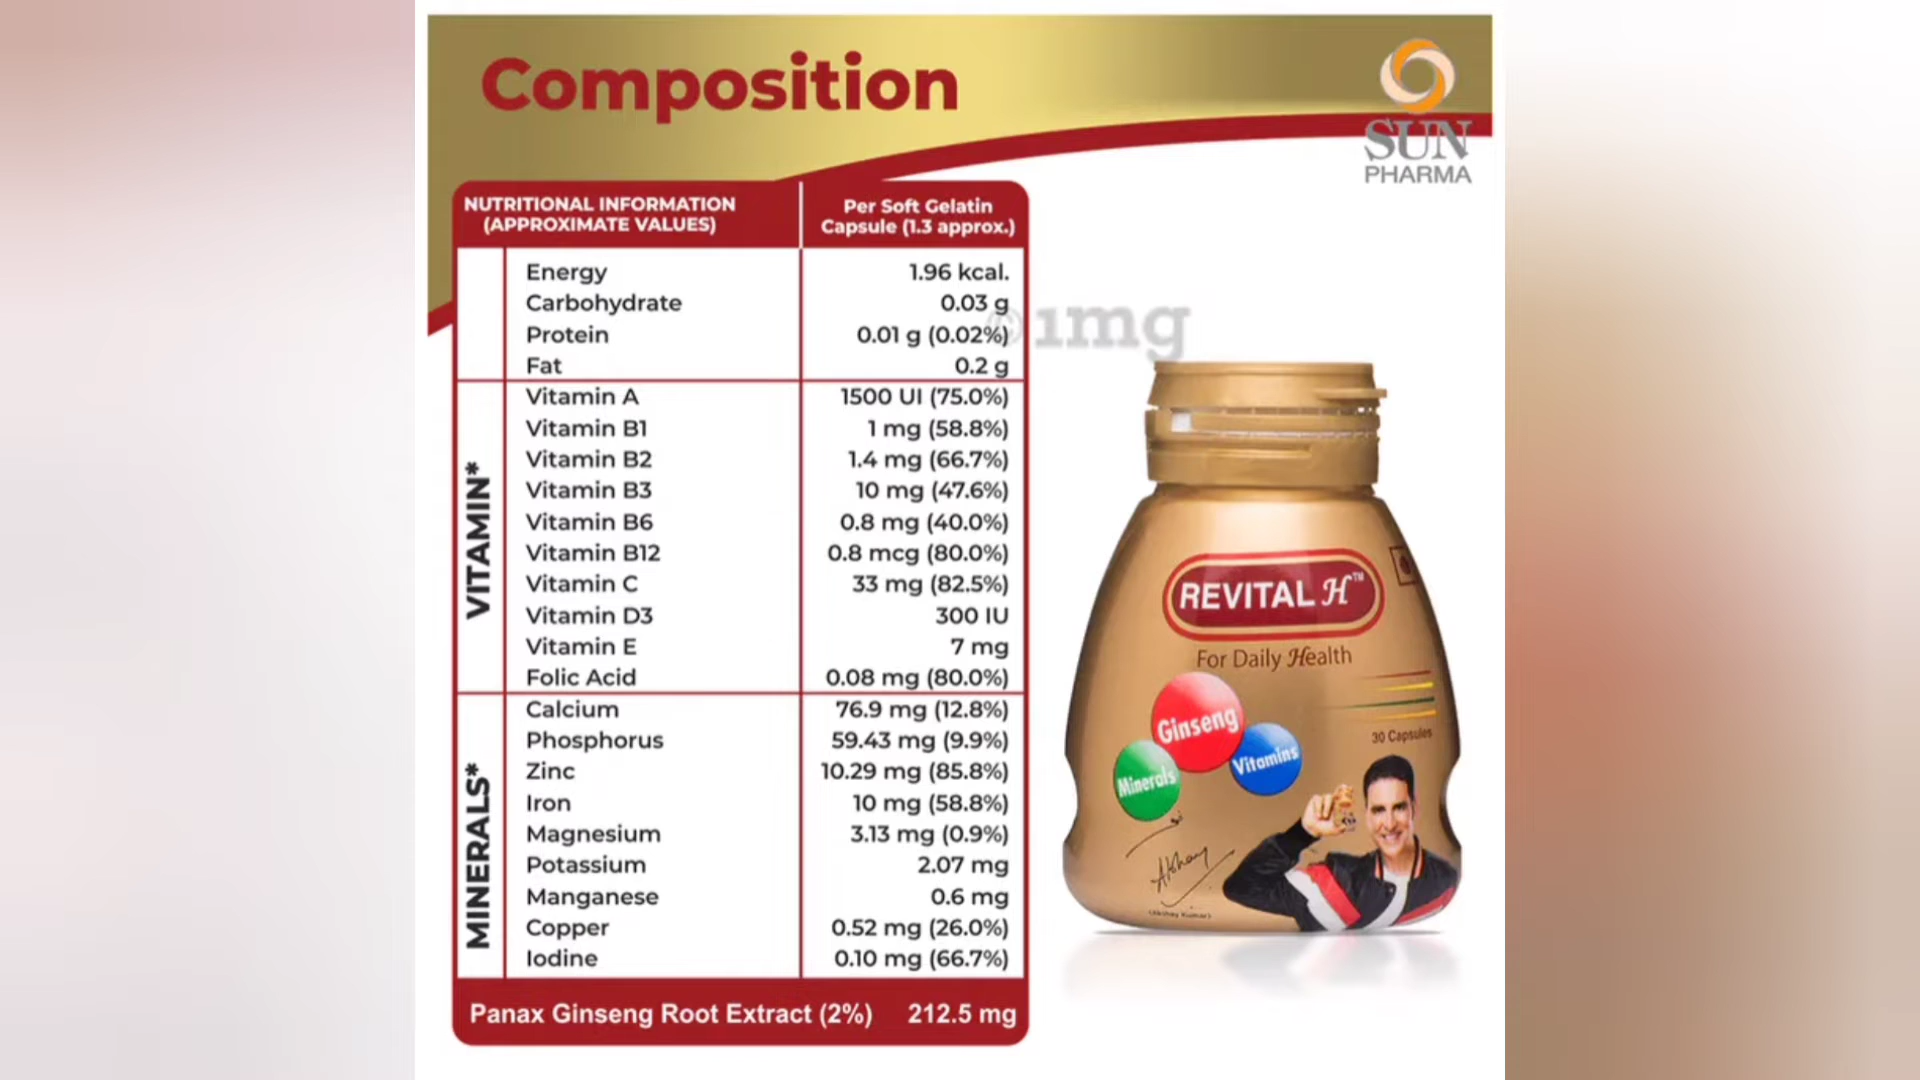 Composition
SUN
PHARMA
NUTRITIONAL INFORMATION
(APPROXIMATE VALUES)
Per Soft Gelatin
Capsule (1.3 approx.)
Energy 1.96 kcal.
Carbohydrate 0.03 g
Protein 0.01 g (0.02%)
Fat 0.2 g
VITAMIN*
Vitamin A 1500 UI (75.0%)
Vitamin B1 1 mg (58.8%)
Vitamin B2 1.4 mg (66.7%)
Vitamin B3 10 mg (47.6%)
Vitamin B6 0.8 mg (40.0%)
Vitamin B12 0.8 mcg (80.0%)
Vitamin C 33 mg (82.5%)
Vitamin D3 300 IU
Vitamin E 7 mg
Folic Acid 0.08 mg (80.0%)
MINERALS*
Calcium 76.9 mg (12.8%)
Phosphorus 59.43 mg (9.9%)
Zinc 10.29 mg (85.8%)
Iron 10 mg (58.8%)
Magnesium 3.13 mg (0.9%)
Potassium 2.07 mg
Manganese 0.6 mg
Copper 0.52 mg (26.0%)
Iodine 0.10 mg (66.7%)
Panax Ginseng Root Extract (2%) 212.5 mg
©1mg
REVITAL H™
For Daily Health
Ginseng
Minerals
Vitamins
30 Capsules
Akshay
(Akshay Kumar)